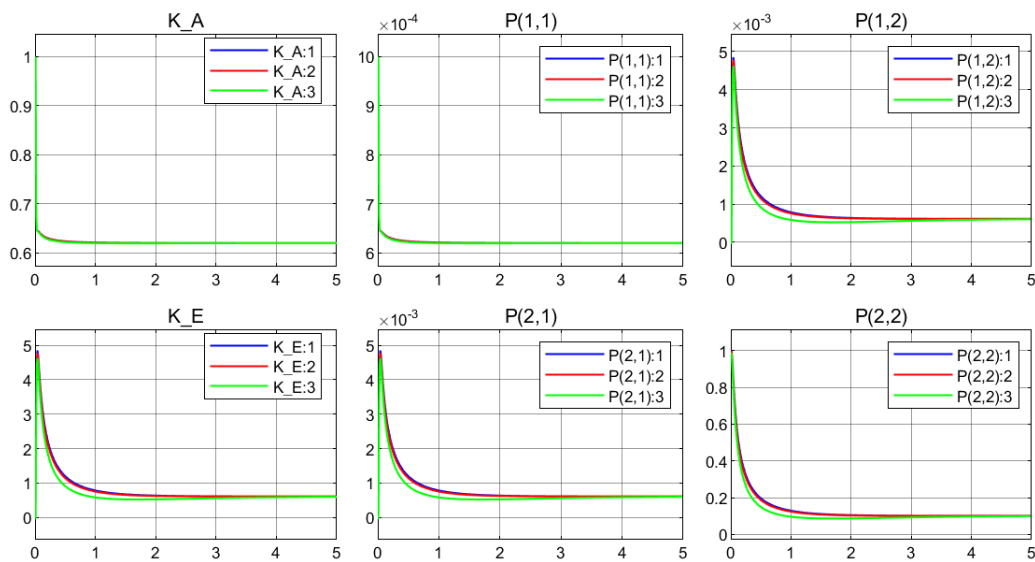 K_A
1
0.9
0.8
0.7
0.6
0 1 2 3 4 5
K_A:1
K_A:2
K_A:3
×10⁻⁴
P(1,1)
10
9
8
7
6
0 1 2 3 4 5
P(1,1):1
P(1,1):2
P(1,1):3
×10⁻³
P(1,2)
5
4
3
2
1
0
0 1 2 3 4 5
P(1,2):1
P(1,2):2
P(1,2):3
K_E
5
4
3
2
1
0
0 1 2 3 4 5
K_E:1
K_E:2
K_E:3
×10⁻³
P(2,1)
5
4
3
2
1
0
0 1 2 3 4 5
P(2,1):1
P(2,1):2
P(2,1):3
P(2,2)
1
0.8
0.6
0.4
0.2
0
0 1 2 3 4 5
P(2,2):1
P(2,2):2
P(2,2):3